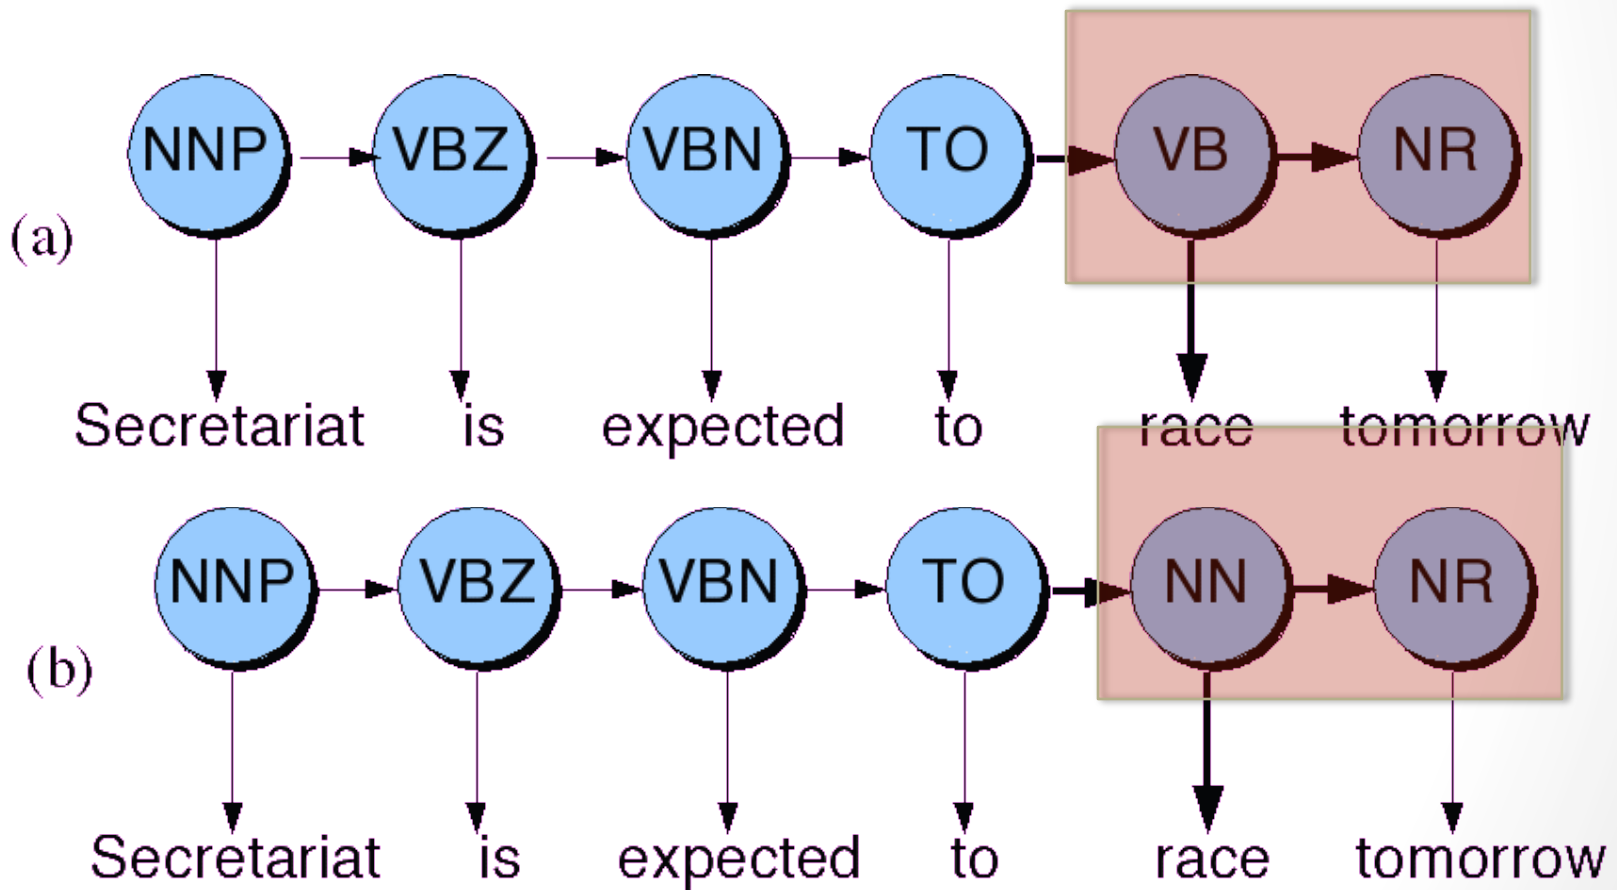 NNP VBZ VBN TO VB NR
(a)
Secretariat is expected to race tomorrow
NNP VBZ VBN TO NN NR
(b)
Secretariat is expected to race tomorrow